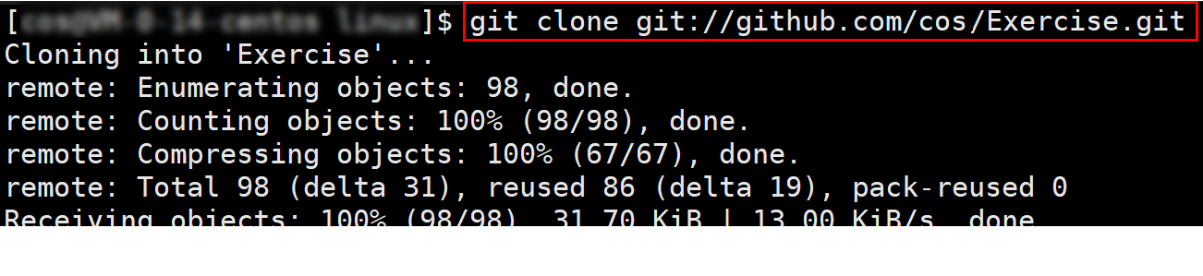 [ ]$ git clone git://github.com/cos/Exercise.git
Cloning into 'Exercise'...
remote: Enumerating objects: 98, done.
remote: Counting objects: 100% (98/98), done.
remote: Compressing objects: 100% (67/67), done.
remote: Total 98 (delta 31), reused 86 (delta 19), pack-reused 0
Receiving objects: 100% (98/98), 31.70 KiB | 13.00 KiB/s, done.